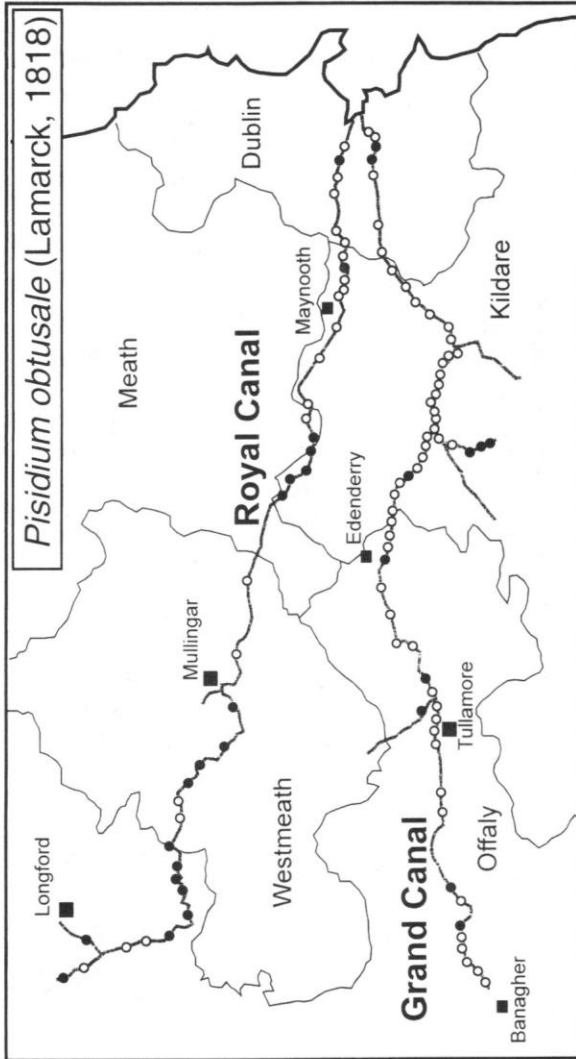 Pisidium obtusale (Lamarck, 1818)
Meath
Dublin
Longford
Mullingar
Royal Canal
Maynooth
Westmeath
Edenderry
Kildare
Grand Canal
Tullamore
Offaly
Banagher